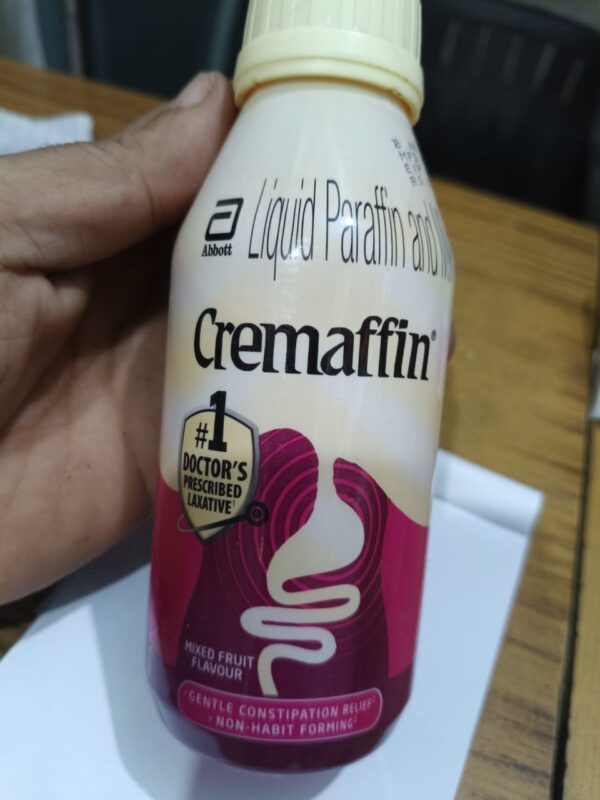 Abbott
Liquid Paraffin and
Cremaffin®
#1
DOCTOR'S
PRESCRIBED
LAXATIVE†
MIXED FRUIT
FLAVOUR
• GENTLE CONSTIPATION RELIEF
• NON-HABIT FORMING